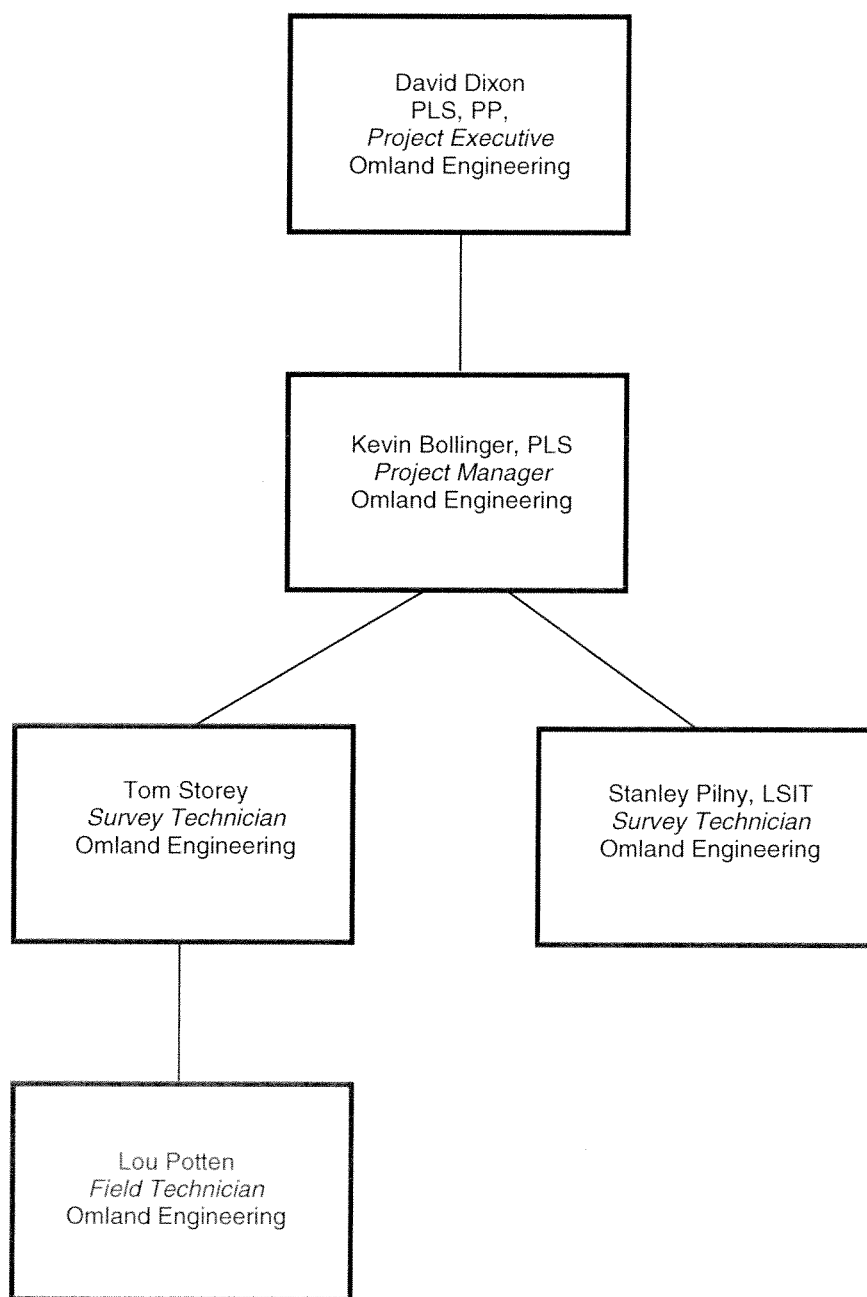 David Dixon
PLS, PP,
Project Executive
Omland Engineering
Kevin Bollinger, PLS
Project Manager
Omland Engineering
Tom Storey
Survey Technician
Omland Engineering
Stanley Pilny, LSIT
Survey Technician
Omland Engineering
Lou Potten
Field Technician
Omland Engineering